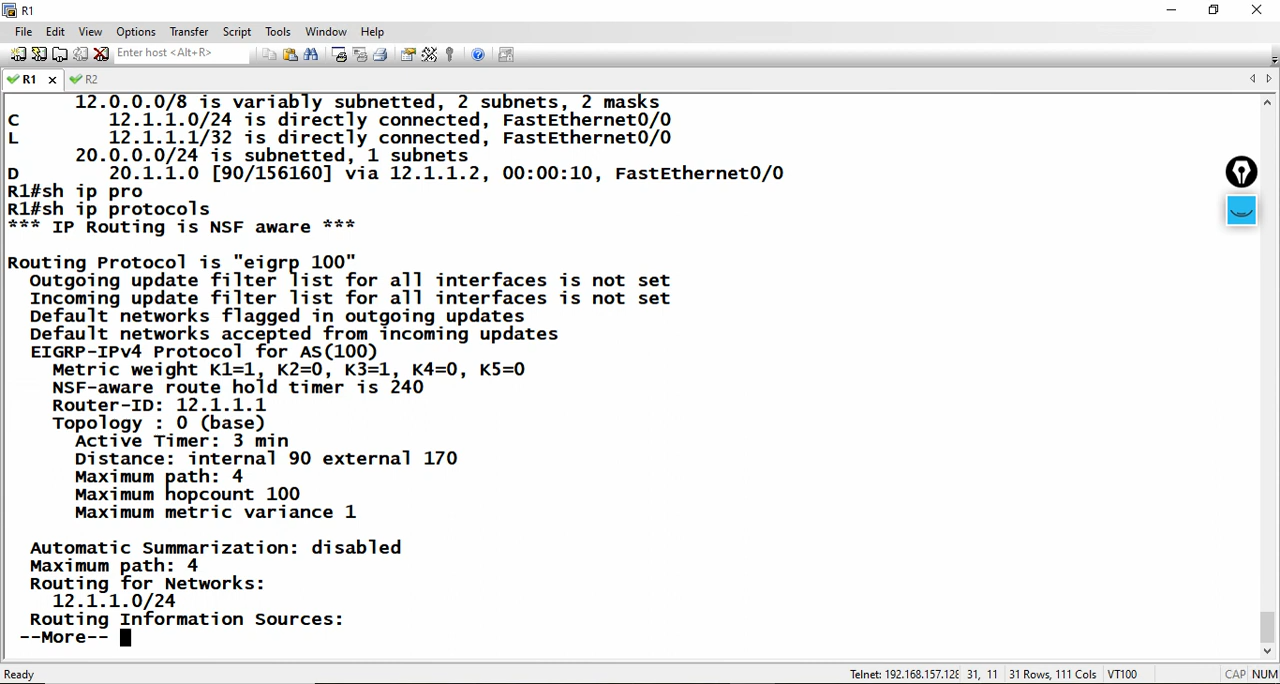 R1
File Edit View Options Transfer Script Tools Window Help
Enter host <Alt+R>
R1 R2
12.0.0.0/8 is variably subnetted, 2 subnets, 2 masks
C 12.1.1.0/24 is directly connected, FastEthernet0/0
L 12.1.1.1/32 is directly connected, FastEthernet0/0
20.0.0.0/24 is subnetted, 1 subnets
D 20.1.1.0 [90/156160] via 12.1.1.2, 00:00:10, FastEthernet0/0
R1#sh ip pro
R1#sh ip protocols
*** IP Routing is NSF aware ***
Routing Protocol is "eigrp 100"
Outgoing update filter list for all interfaces is not set
Incoming update filter list for all interfaces is not set
Default networks flagged in outgoing updates
Default networks accepted from incoming updates
EIGRP-IPv4 Protocol for AS(100)
Metric weight K1=1, K2=0, K3=1, K4=0, K5=0
NSF-aware route hold timer is 240
Router-ID: 12.1.1.1
Topology : 0 (base)
Active Timer: 3 min
Distance: internal 90 external 170
Maximum path: 4
Maximum hopcount 100
Maximum metric variance 1
Automatic Summarization: disabled
Maximum path: 4
Routing for Networks:
12.1.1.0/24
Routing Information Sources:
--More--
Ready Telnet: 192.168.157.128 31, 11 31 Rows, 111 Cols VT100 CAP NUM